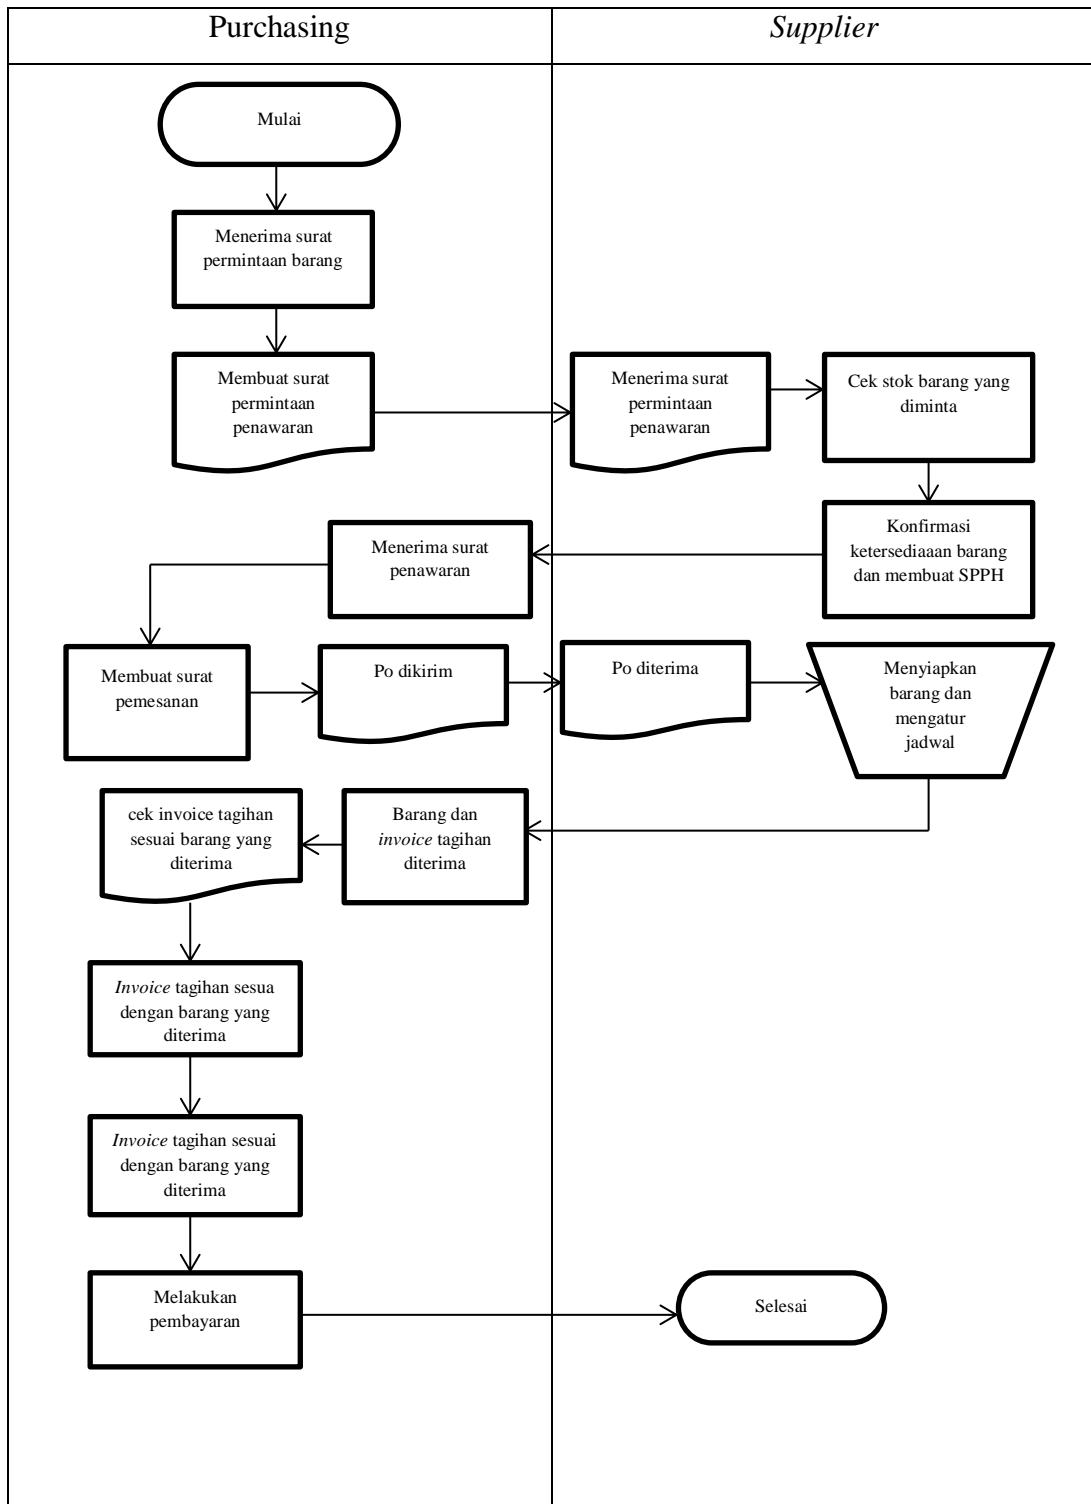 Purchasing
Supplier
Mulai
Menerima surat
permintaan barang
Membuat surat
permintaan
penawaran
Menerima surat
permintaan
penawaran
Cek stok barang yang
diminta
Konfirmasi
ketersediaaan barang
dan membuat SPPH
Menerima surat
penawaran
Membuat surat
pemesanan
Po dikirim
Po diterima
Menyiapkan
barang dan
mengatur
jadwal
Barang dan
invoice tagihan
diterima
cek invoice tagihan
sesuai barang yang
diterima
Invoice tagihan sesua
dengan barang yang
diterima
Invoice tagihan sesuai
dengan barang yang
diterima
Melakukan
pembayaran
Selesai